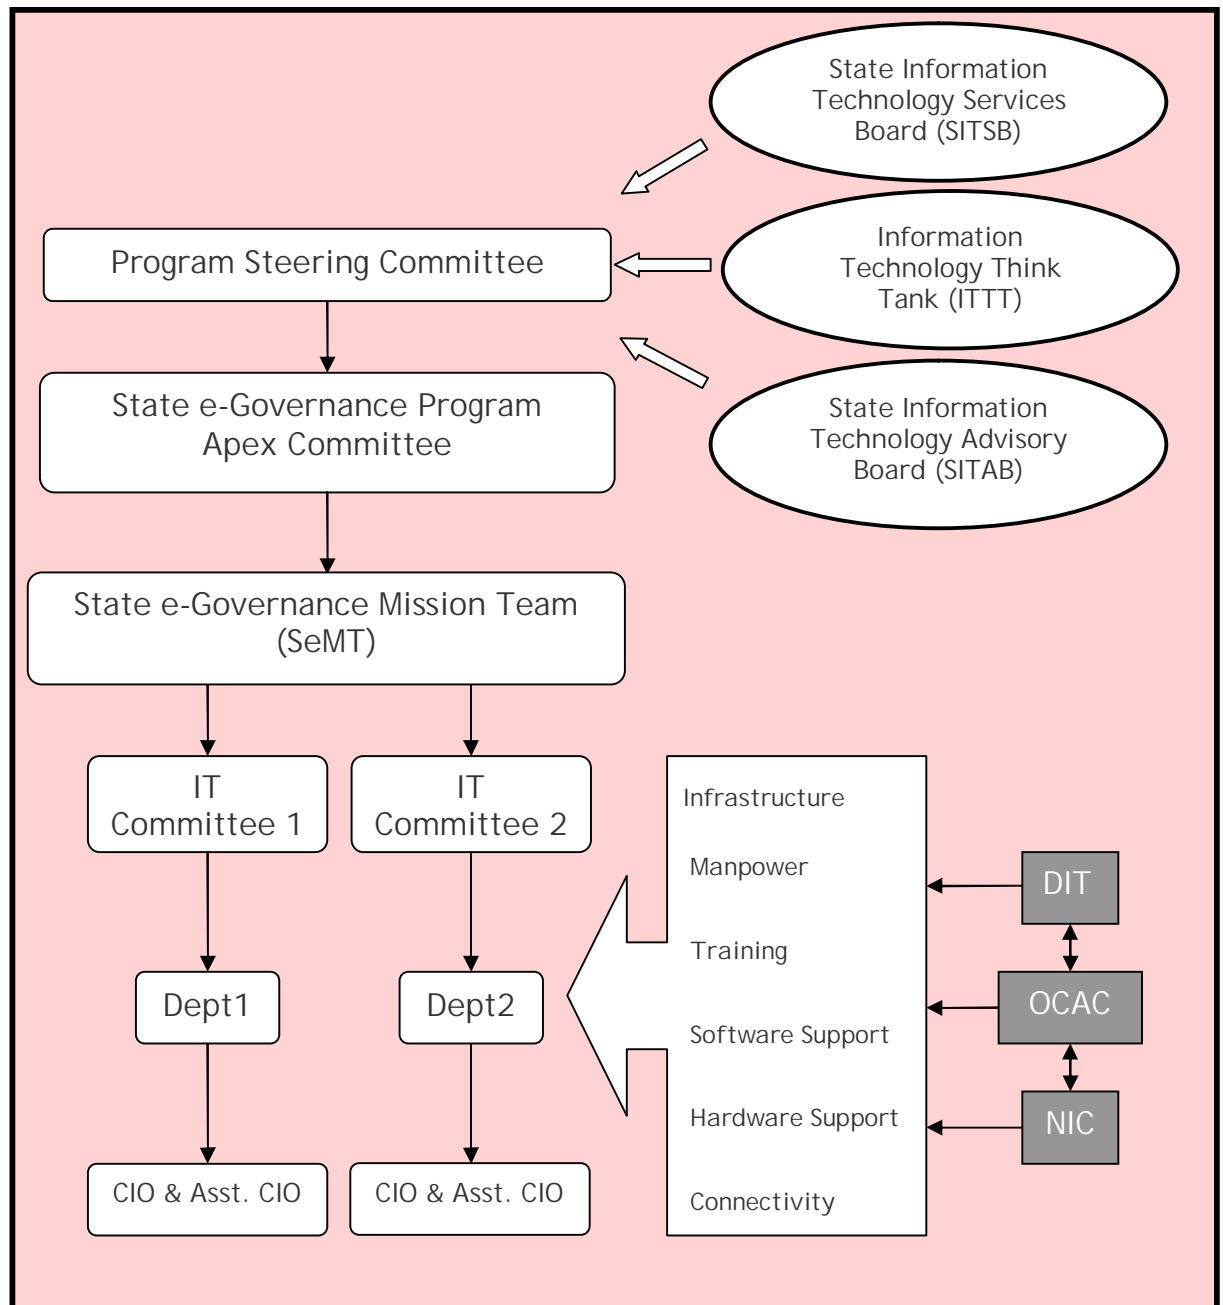 State Information
Technology Services
Board (SITSB)
Program Steering Committee
Information
Technology Think
Tank (ITTT)
State e-Governance Program
Apex Committee
State Information
Technology Advisory
Board (SITAB)
State e-Governance Mission Team
(SeMT)
IT
Committee 1
IT
Committee 2
Dept1
Dept2
CIO & Asst. CIO
CIO & Asst. CIO
Infrastructure
Manpower
Training
Software Support
Hardware Support
Connectivity
DIT
OCAC
NIC